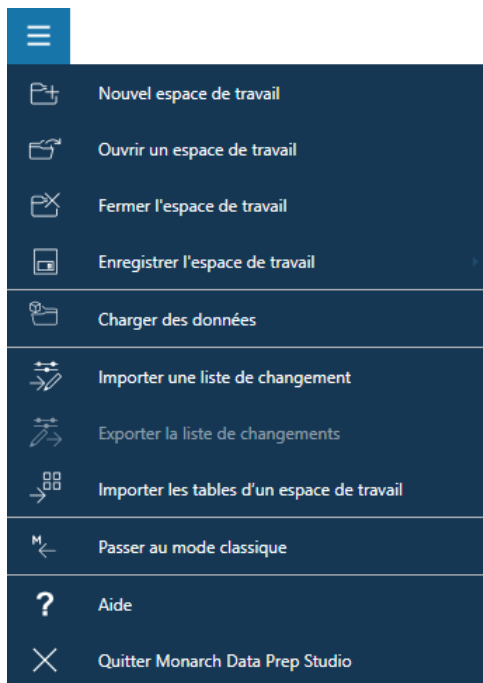 Nouvel espace de travail
Ouvrir un espace de travail
Fermer l'espace de travail
Enregistrer l'espace de travail
Charger des données
Importer une liste de changement
Exporter la liste de changements
Importer les tables d'un espace de travail
M
Passer au mode classique
? Aide
Quitter Monarch Data Prep Studio